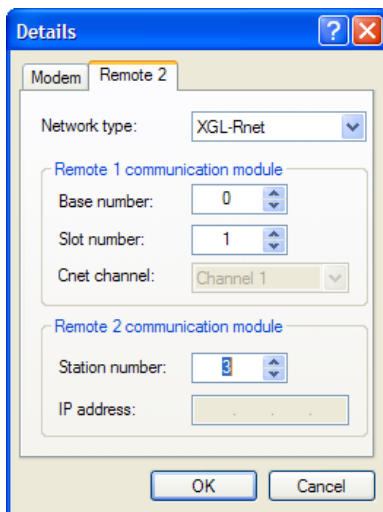 Details
Modem Remote 2
Network type: XGL-Rnet
Remote 1 communication module
Base number: 0
Slot number: 1
Cnet channel: Channel 1
Remote 2 communication module
Station number: 3
IP address: . . .
OK Cancel